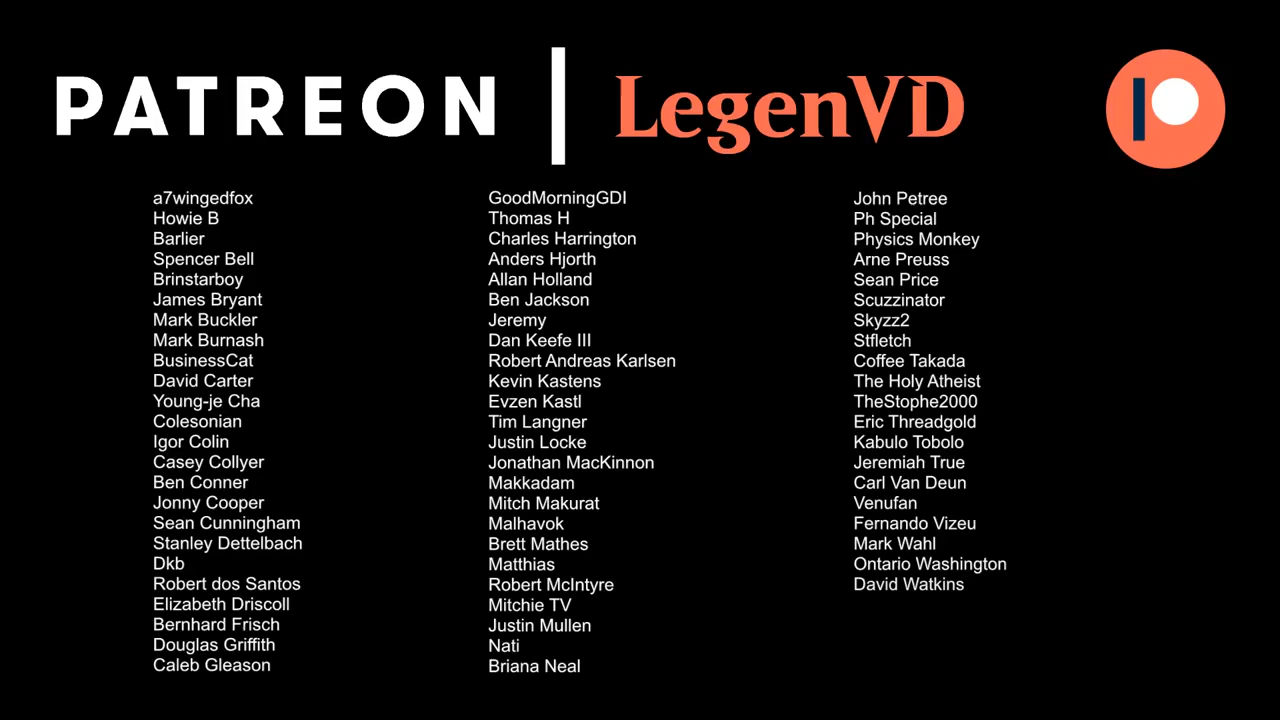 PATREON | LegenVD
a7wingedfox
Howie B
Barlier
Spencer Bell
Brinstarboy
James Bryant
Mark Buckler
Mark Burnash
BusinessCat
David Carter
Young-je Cha
Colesonian
Igor Colin
Casey Collyer
Ben Conner
Jonny Cooper
Sean Cunningham
Stanley Dettelbach
Dkb
Robert dos Santos
Elizabeth Driscoll
Bernhard Frisch
Douglas Griffith
Caleb Gleason
GoodMorningGDI
Thomas H
Charles Harrington
Anders Hjorth
Allan Holland
Ben Jackson
Jeremy
Dan Keefe III
Robert Andreas Karlsen
Kevin Kastens
Evzen Kastl
Tim Langner
Justin Locke
Jonathan MacKinnon
Makkadam
Mitch Makurat
Malhavok
Brett Mathes
Matthias
Robert McIntyre
Mitchie TV
Justin Mullen
Nati
Briana Neal
John Petree
Ph Special
Physics Monkey
Arne Preuss
Sean Price
Scuzzinator
Skyzz2
Stfletch
Coffee Takada
The Holy Atheist
TheStophe2000
Eric Threadgold
Kabulo Tobolo
Jeremiah True
Carl Van Deun
Venufan
Fernando Vizeu
Mark Wahl
Ontario Washington
David Watkins